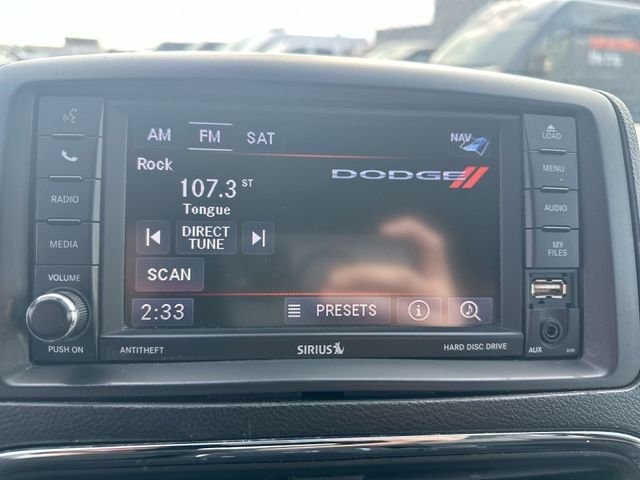 AM FM SAT NAV
Rock
107.3 ST
Tongue
DODGE
DIRECT
TUNE
SCAN
2:33 PRESETS
RADIO
MEDIA
VOLUME
PUSH ON
LOAD
MENU
AUDIO
MY
FILES
AUX
ANTITHEFT SIRIUS HARD DISC DRIVE